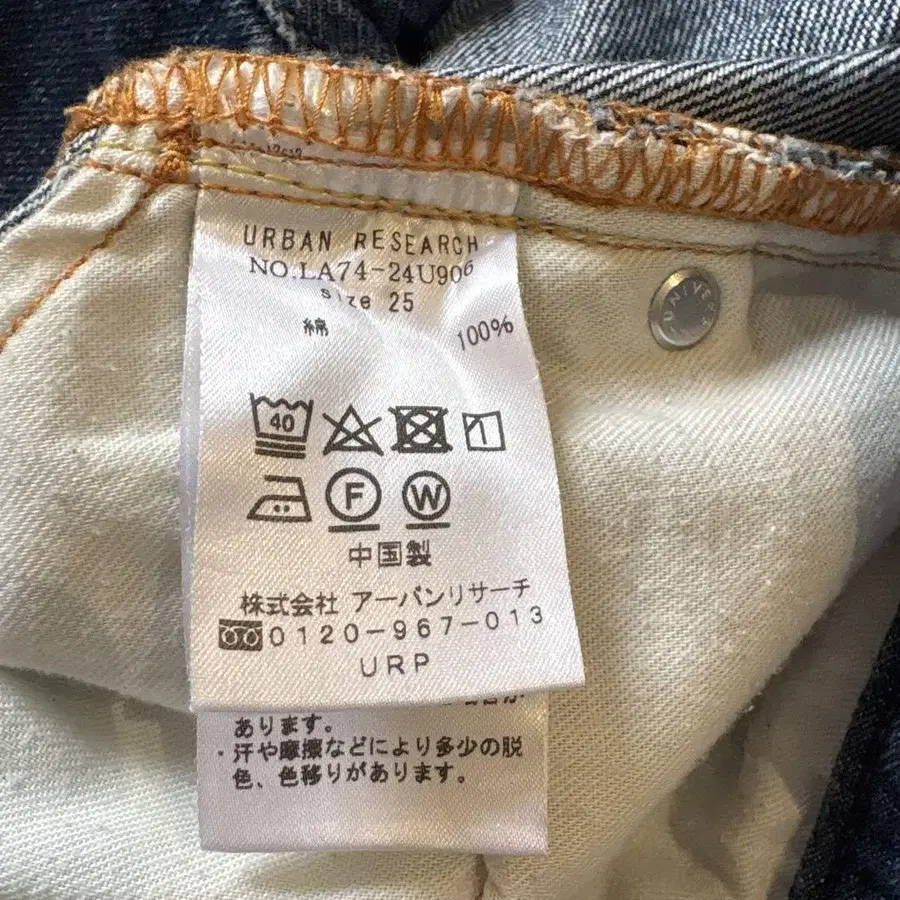 URBAN RESEARCH
NO.LA74-24U906
size 25
綿 100%
40
F W
中国製
株式会社 アーバンリサーチ
0120-967-013
URP
あります。
・汗や摩擦などにより多少の脱
色、色移りがあります。